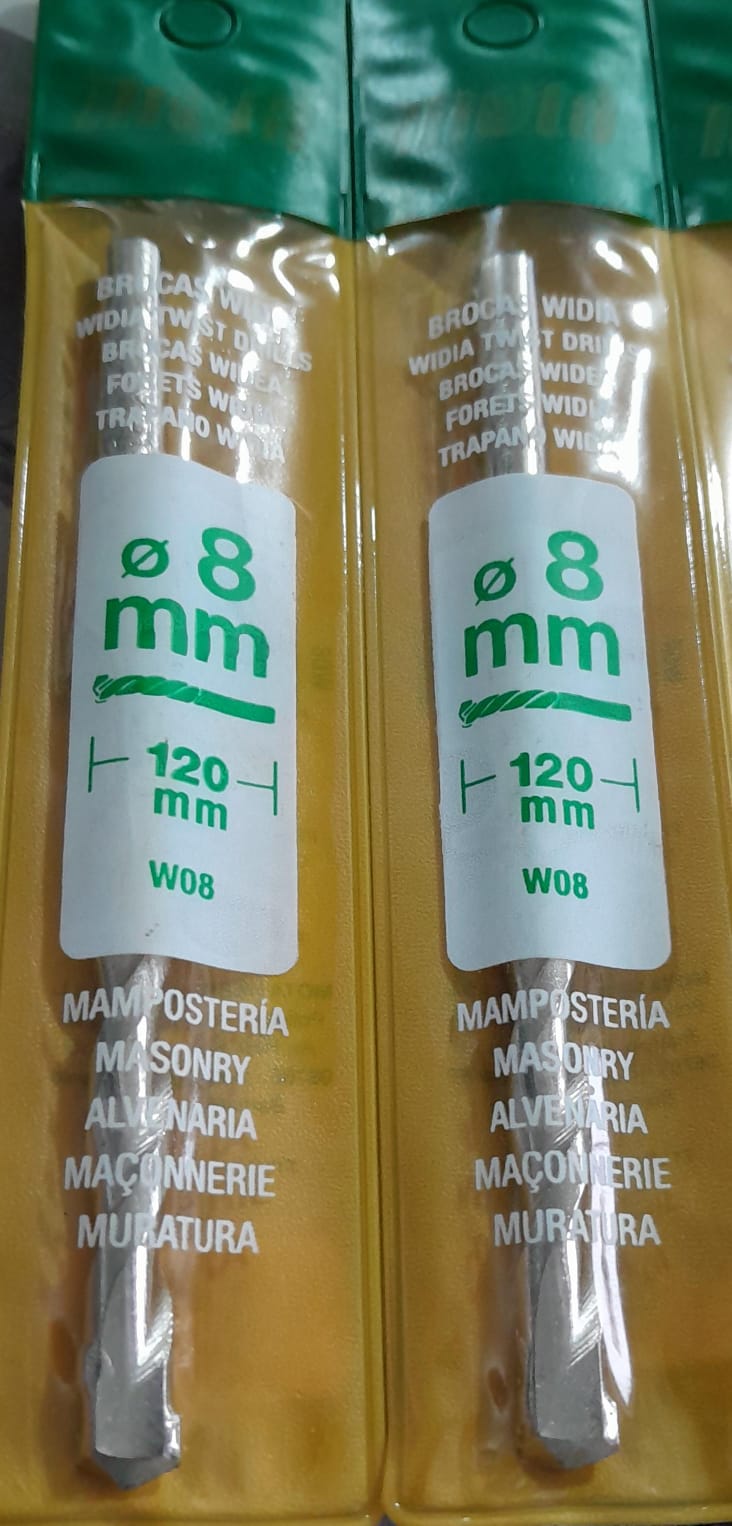 BROCAS WIDIA
WIDIA TWIST DRILLS
BROCAS WIDEA
FORETS WIDIA
TRAPANO WIDIA
ø 8
mm
120
mm
W08
MAMPOSTERÍA
MASONRY
ALVENARIA
MAÇONNERIE
MURATURA
BROCAS WIDIA
WIDIA TWIST DRILLS
BROCAS WIDEA
FORETS WIDIA
TRAPANO WIDIA
ø 8
mm
120
mm
W08
MAMPOSTERÍA
MASONRY
ALVENARIA
MAÇONNERIE
MURATURA